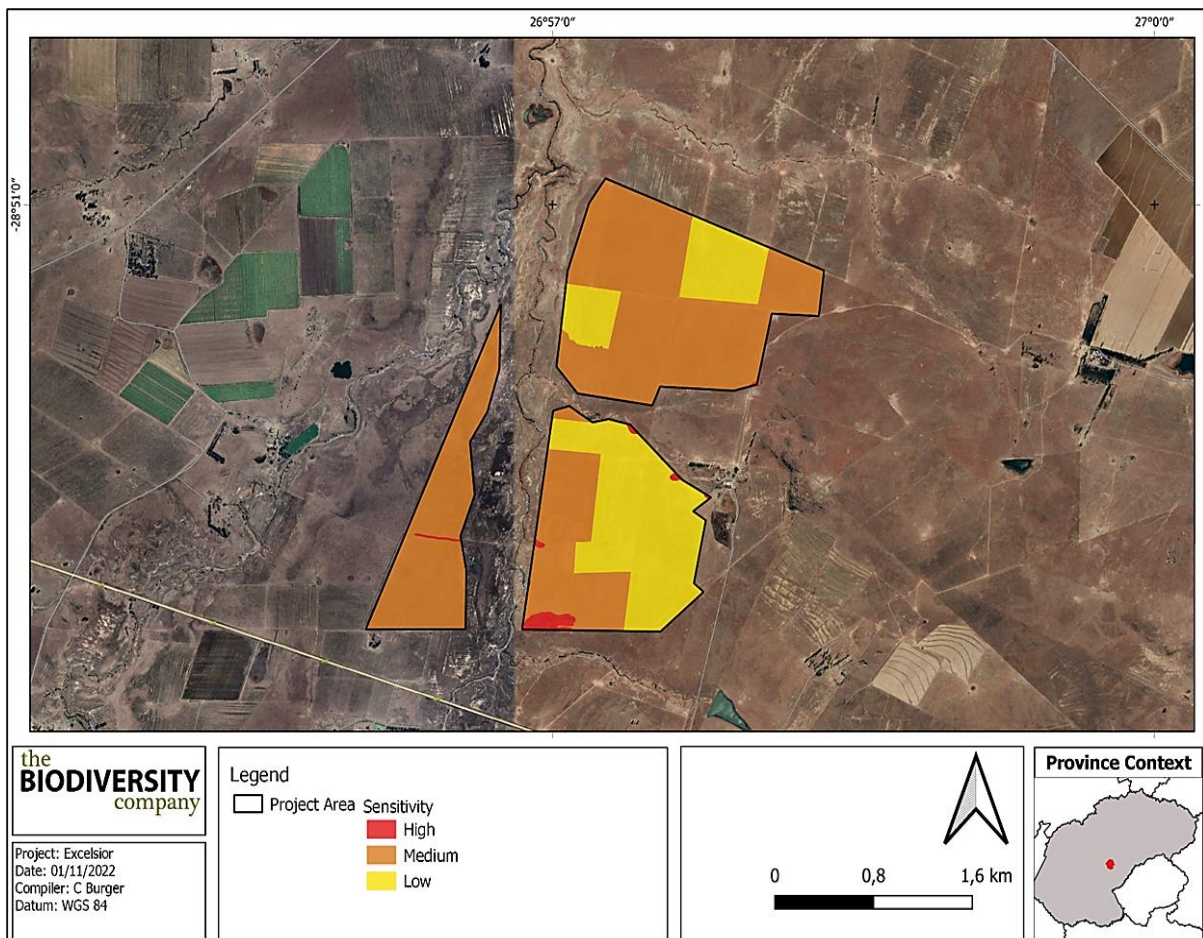 26°57'0"
27°0'0"
-28°51'0"
the
BIODIVERSITY
company
Project: Excelsior
Date: 01/11/2022
Compiler: C Burger
Datum: WGS 84
Legend
Project Area
Sensitivity
High
Medium
Low
0 0,8 1,6 km
Province Context